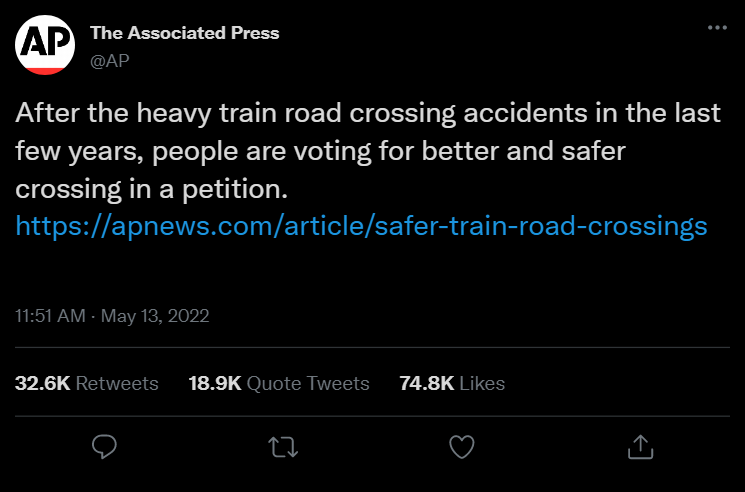 AP
The Associated Press
@AP
After the heavy train road crossing accidents in the last
few years, people are voting for better and safer
crossing in a petition.
https://apnews.com/article/safer-train-road-crossings
11:51 AM · May 13, 2022
32.6K Retweets 18.9K Quote Tweets 74.8K Likes